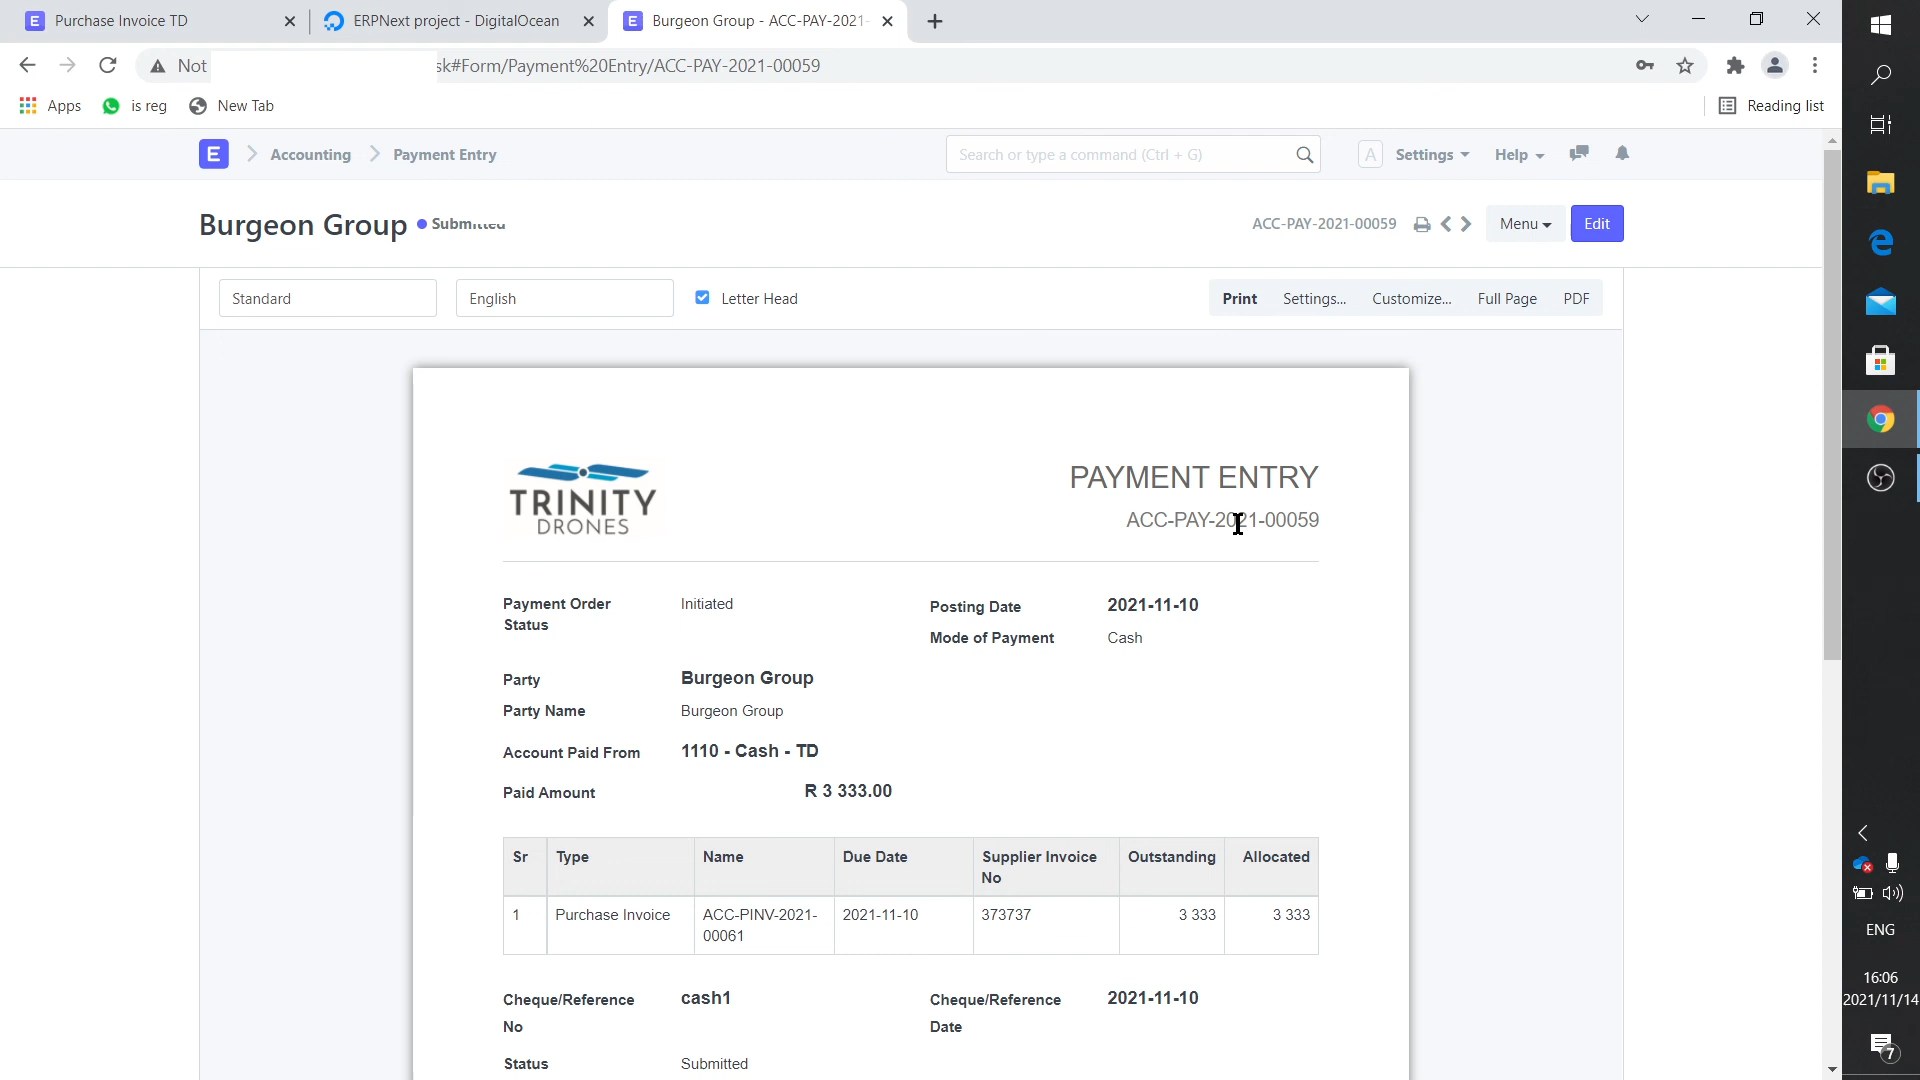 Purchase Invoice TD
ERPNext project - DigitalOcean
Burgeon Group - ACC-PAY-2021-
Not
sk#Form/Payment%20Entry/ACC-PAY-2021-00059
Apps
is reg
New Tab
Reading list
E
Accounting
Payment Entry
Search or type a command (Ctrl + G)
A
Settings
Help
Burgeon Group
Submitted
ACC-PAY-2021-00059
Menu
Edit
Standard
English
Letter Head
Print
Settings...
Customize...
Full Page
PDF
TRINITY
DRONES
PAYMENT ENTRY
ACC-PAY-2021-00059
Payment Order Initiated
Status
Posting Date 2021-11-10
Mode of Payment Cash
Party Burgeon Group
Party Name Burgeon Group
Account Paid From 1110 - Cash - TD
Paid Amount R 3 333.00
Sr Type Name Due Date Supplier Invoice Outstanding Allocated
No
1 Purchase Invoice ACC-PINV-2021- 2021-11-10 373737 3 333 3 333
00061
Cheque/Reference cash1 Cheque/Reference 2021-11-10
No Date
Status Submitted
ENG
16:06
2021/11/14
7